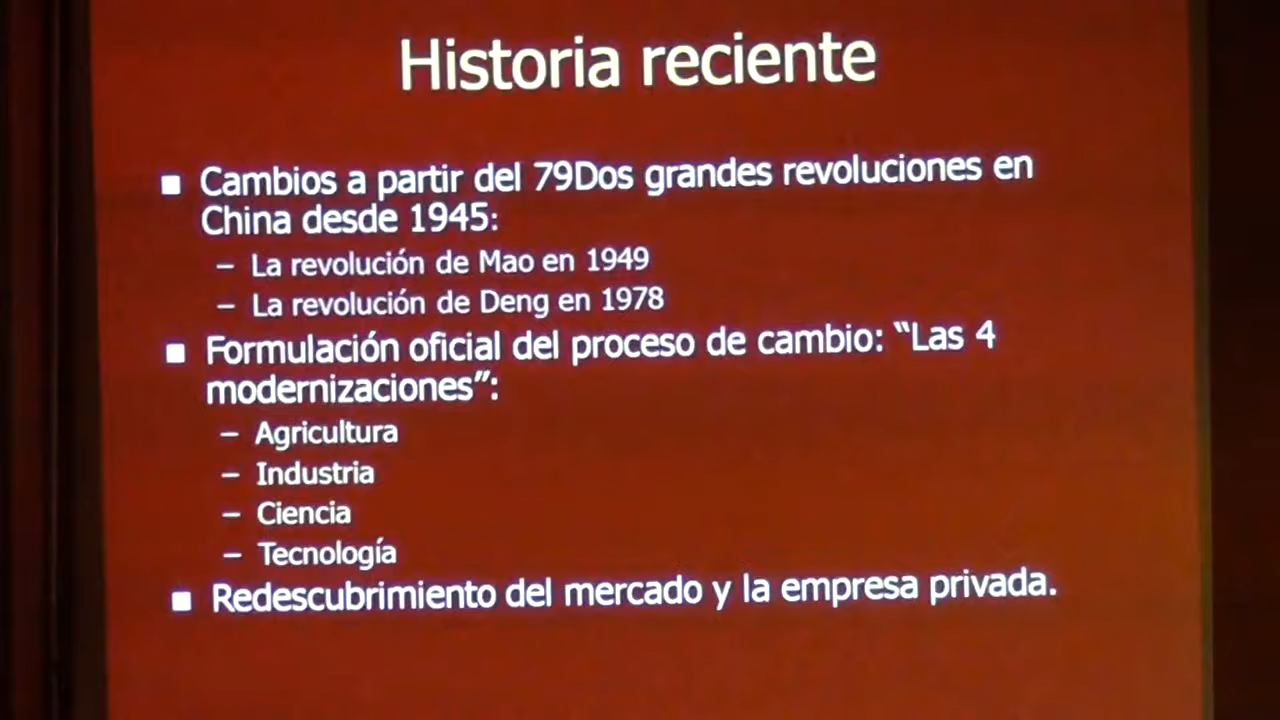 Historia reciente
■ Cambios a partir del 79Dos grandes revoluciones en
China desde 1945:
– La revolución de Mao en 1949
– La revolución de Deng en 1978
■ Formulación oficial del proceso de cambio: “Las 4
modernizaciones”:
– Agricultura
– Industria
– Ciencia
– Tecnología
■ Redescubrimiento del mercado y la empresa privada.